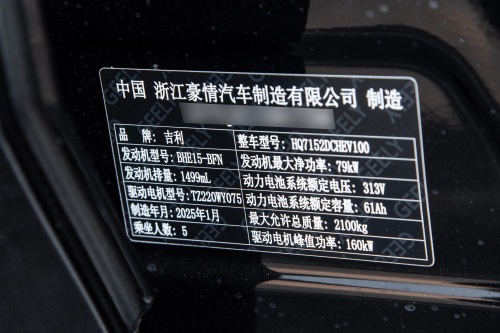 中国 浙江豪情汽车制造有限公司 制造
品 牌: 吉利
整车型号: HQ7152DCHEV100
发动机型号: BHE15-BFN
发动机最大净功率: 79kW
发动机排量: 1499mL
动力电池系统额定电压: 313V
驱动电机型号: TZ220WY075
动力电池系统额定容量: 61Ah
制造年月: 2025年1月
最大允许总质量: 2100kg
乘坐人数: 5
驱动电机峰值功率: 160kW